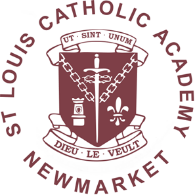 ST LOUIS CATHOLIC ACADEMY
UT · SINT · UNUM
DIEU · LE · VEULT
NEWMARKET